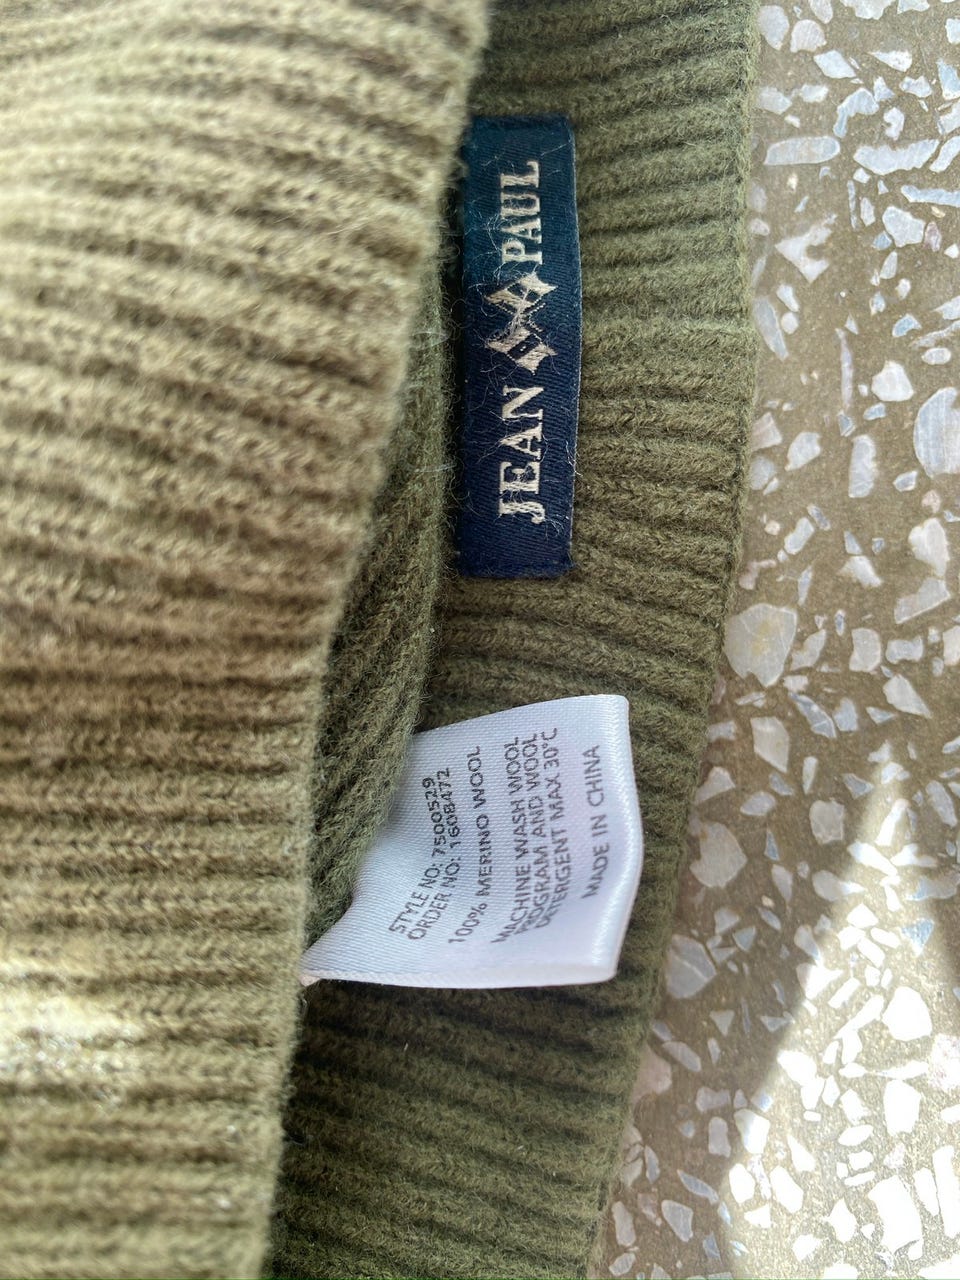 JEAN PAUL
STYLE NO: 7500529
ORDER NO: 1608472
100% MERINO WOOL
MACHINE WASH WOOL
PROGRAM AND WOOL
DETERGENT MAX 30°C
MADE IN CHINA